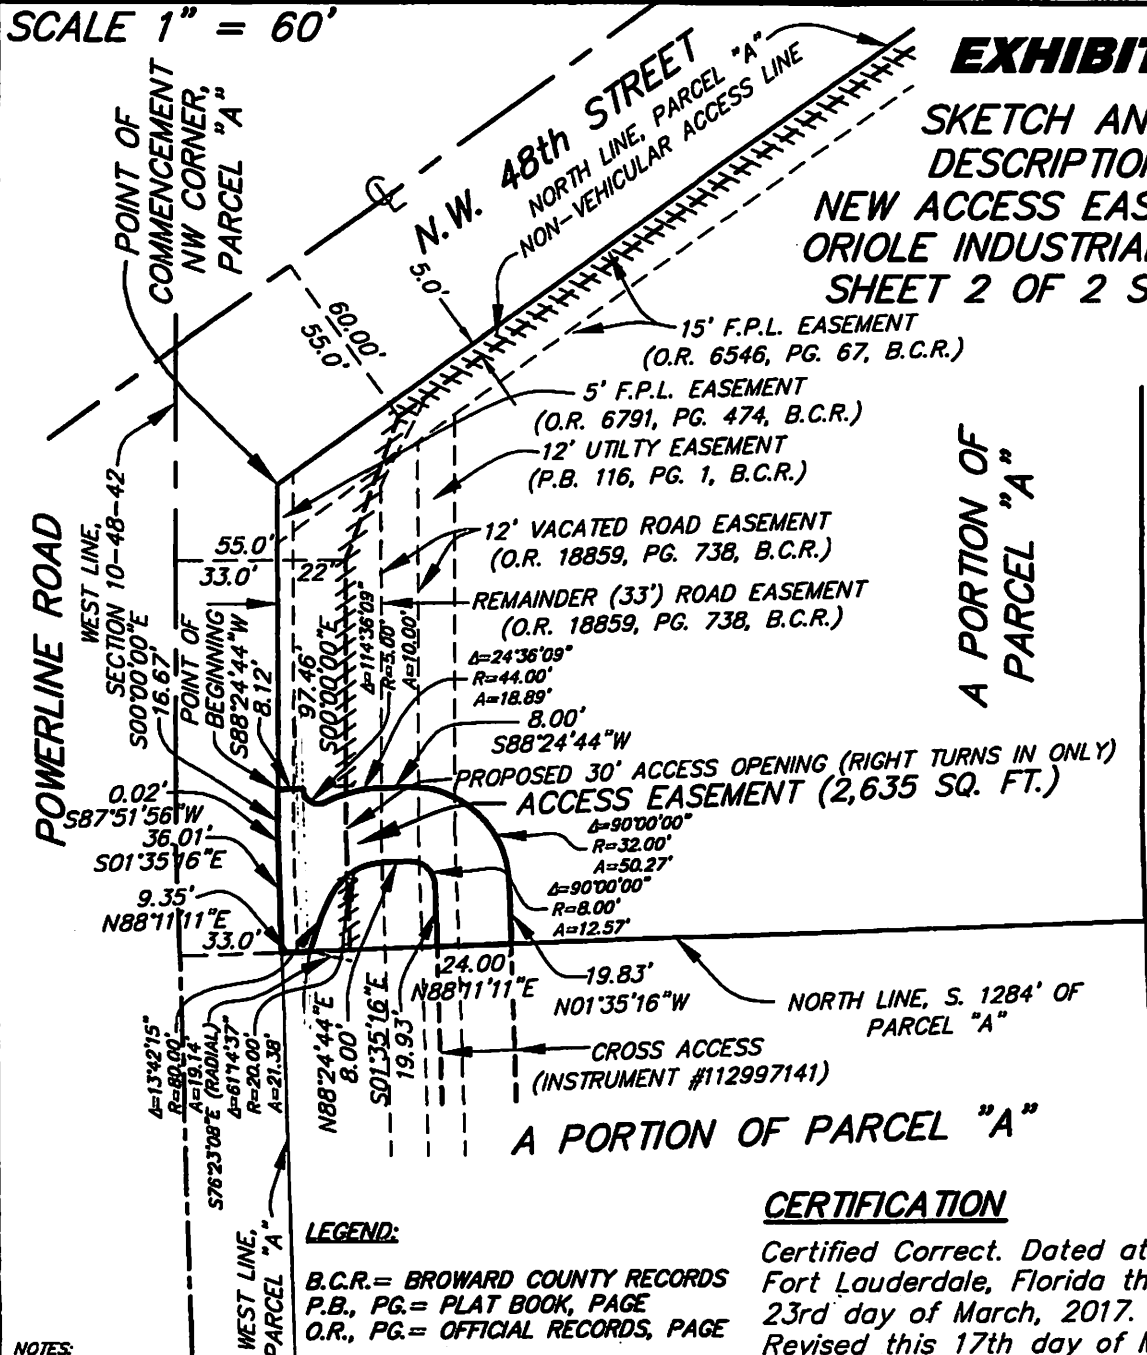 SCALE 1" = 60'
EXHIBIT
SKETCH AN
DESCRIPTION
NEW ACCESS EAS
ORIOLE INDUSTRIAL
SHEET 2 OF 2 S
POINT OF
COMMENCEMENT
NW CORNER,
PARCEL "A"
N.W. 48th STREET
NORTH LINE, PARCEL "A"
NON-VEHICULAR ACCESS LINE
5.0'
60.00'
55.0'
15' F.P.L. EASEMENT
(O.R. 6546, PG. 67, B.C.R.)
5' F.P.L. EASEMENT
(O.R. 6791, PG. 474, B.C.R.)
12' UTILTY EASEMENT
(P.B. 116, PG. 1, B.C.R.)
12' VACATED ROAD EASEMENT
(O.R. 18859, PG. 738, B.C.R.)
REMAINDER (33') ROAD EASEMENT
(O.R. 18859, PG. 738, B.C.R.)
A PORTION OF
PARCEL "A"
POWERLINE ROAD
WEST LINE,
SECTION 10-48-42
55.0'
33.0'
22'
S00°00'00"E
16.67'
POINT OF
BEGINNING
S88°24'44"W
8.12'
97.46'
S00°00'00"E
Δ=114°36'09"
R=5.00'
A=10.00'
Δ=24°36'09"
R=44.00'
A=18.89'
8.00'
S88°24'44"W
PROPOSED 30' ACCESS OPENING (RIGHT TURNS IN ONLY)
ACCESS EASEMENT (2,635 SQ. FT.)
0.02'
S87°51'56"W
36.01'
S01°35'16"E
9.35'
N88°11'11"E
33.0'
Δ=90°00'00"
R=32.00'
A=50.27'
Δ=90°00'00"
R=8.00'
A=12.57'
24.00
N88°11'11"E
19.83'
N01°35'16"W
NORTH LINE, S. 1284' OF
PARCEL "A"
CROSS ACCESS
(INSTRUMENT #112997141)
Δ=13°42'15"
R=80.00'
A=19.14'
S76°23'08"E (RADIAL)
Δ=61°14'37"
R=20.00'
A=21.38'
N88°24'44"E
8.00'
S01°35'16"E
19.93'
A PORTION OF PARCEL "A"
WEST LINE,
PARCEL "A"
LEGEND:
B.C.R.= BROWARD COUNTY RECORDS
P.B., PG.= PLAT BOOK, PAGE
O.R., PG.= OFFICIAL RECORDS, PAGE
CERTIFICATION
Certified Correct. Dated at
Fort Lauderdale, Florida th
23rd day of March, 2017.
Revised this 17th day of
NOTES: